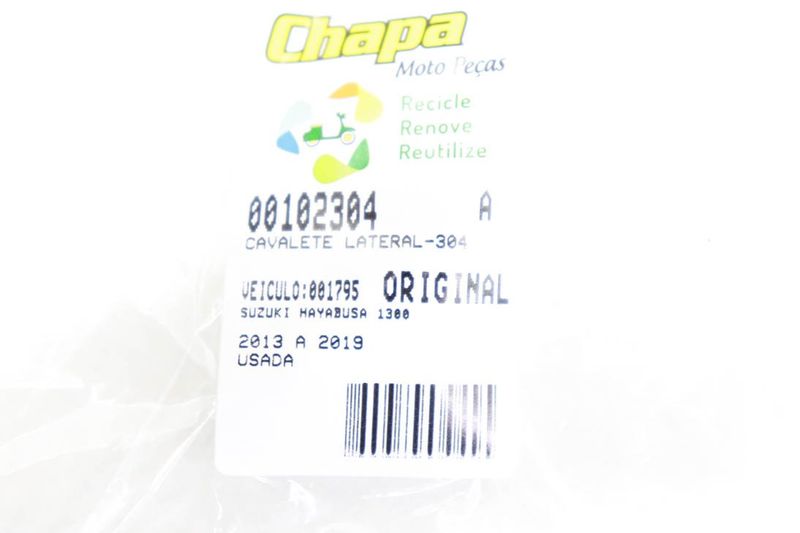 Chapa
Moto Peças
Recicle
Renove
Reutilize
00102304 A
CAVALETE LATERAL-304
VEICULO:001795 ORIGINAL
SUZUKI HAYABUSA 1300
2013 A 2019
USADA